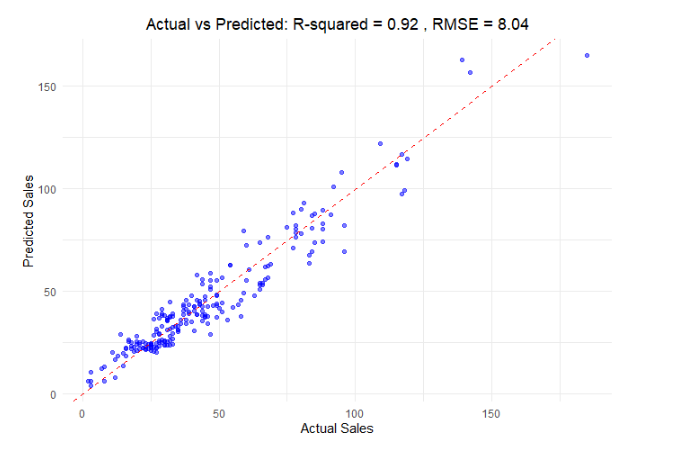 Actual vs Predicted: R-squared = 0.92 , RMSE = 8.04
150
100
50
0
Predicted Sales
0
50
100
150
Actual Sales